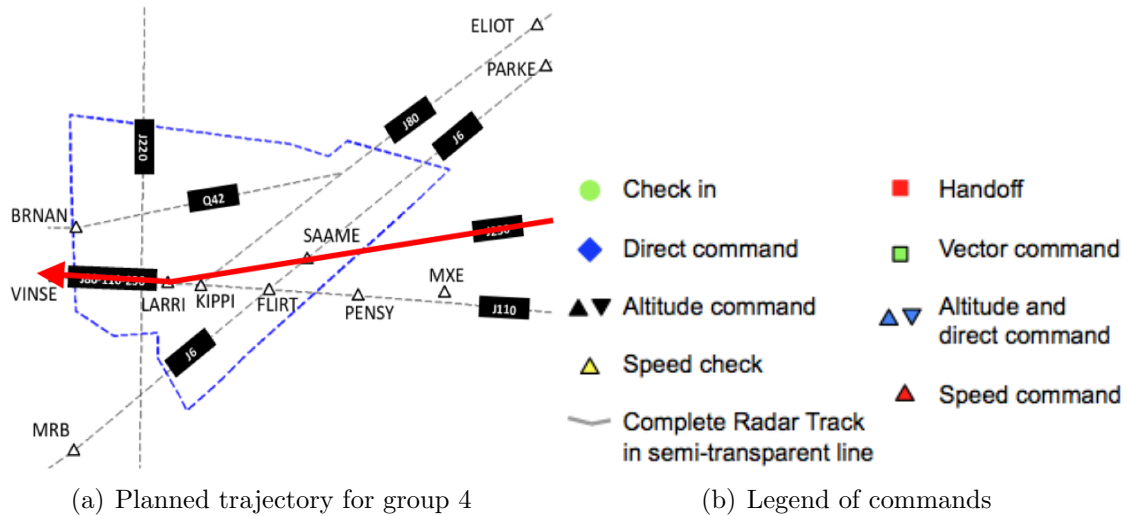 ELIOT
PARKE
J80
J6
J220
Q42
BRNAN
SAAME
MXE
VINSE
LARRI
KIPPI
FLIRT
PENSY
J110
J6
MRB
Check in
Handoff
Direct command
Vector command
Altitude command
Altitude and
direct command
Speed check
Speed command
Complete Radar Track
in semi-transparent line
(a) Planned trajectory for group 4
(b) Legend of commands